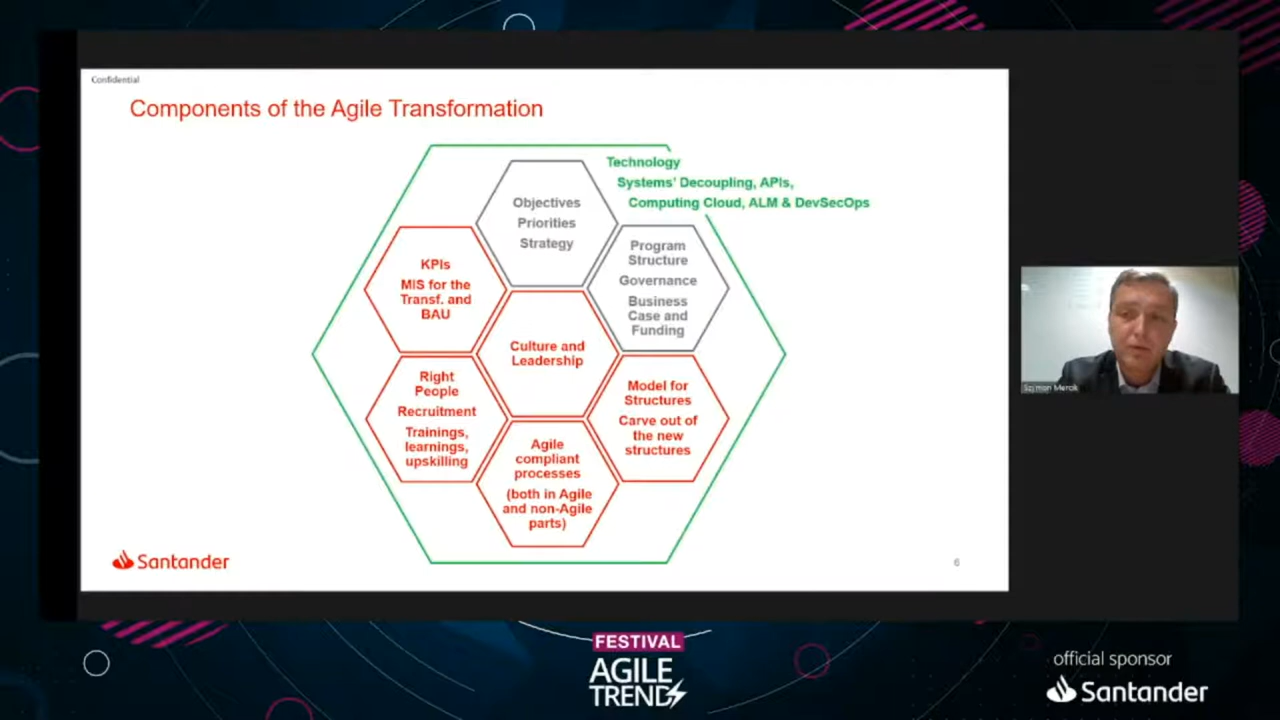 Confidential
Components of the Agile Transformation
Technology
Systems' Decoupling, APIs,
Computing Cloud, ALM & DevSecOps
Objectives
Priorities
Strategy
Program
Structure
Governance
Business
Case and
Funding
KPIs
MIS for the
Transf. and
BAU
Culture and
Leadership
Right
People
Recruitment
Trainings,
learnings,
upskilling
Model for
Structures
Carve out of
the new
structures
Agile
compliant
processes
(both in Agile
and non-Agile
parts)
Santander
6
Szymon Merok
FESTIVAL
AGILE
TRENDS
official sponsor
Santander